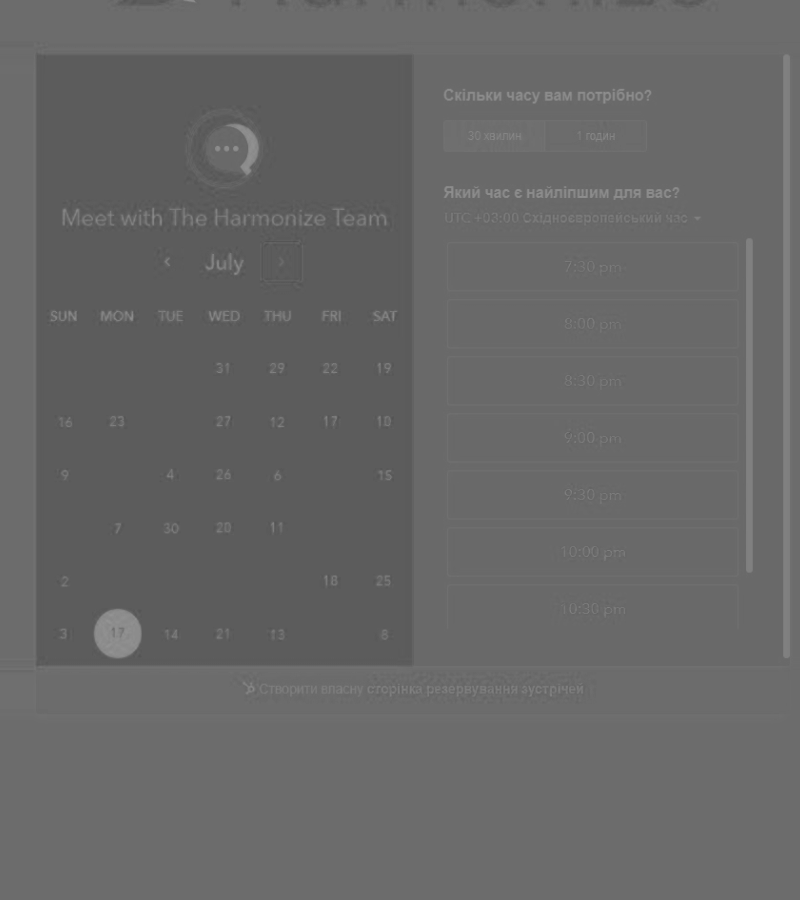 Meet with The Harmonize Team
‹ July ›
SUN MON TUE WED THU FRI SAT
31 29 22 19
16 23 27 12 17 10
9 4 26 6 15
7 30 20 11
2 18 25
3 17 14 21 13 8
Скільки часу вам потрібно?
30 хвилин 1 годин
Який час є найліпшим для вас?
UTC +03:00 Східноєвропейський час
7:30 pm
8:00 pm
8:30 pm
9:00 pm
9:30 pm
10:00 pm
10:30 pm
Створити власну сторінка резервування зустрічей